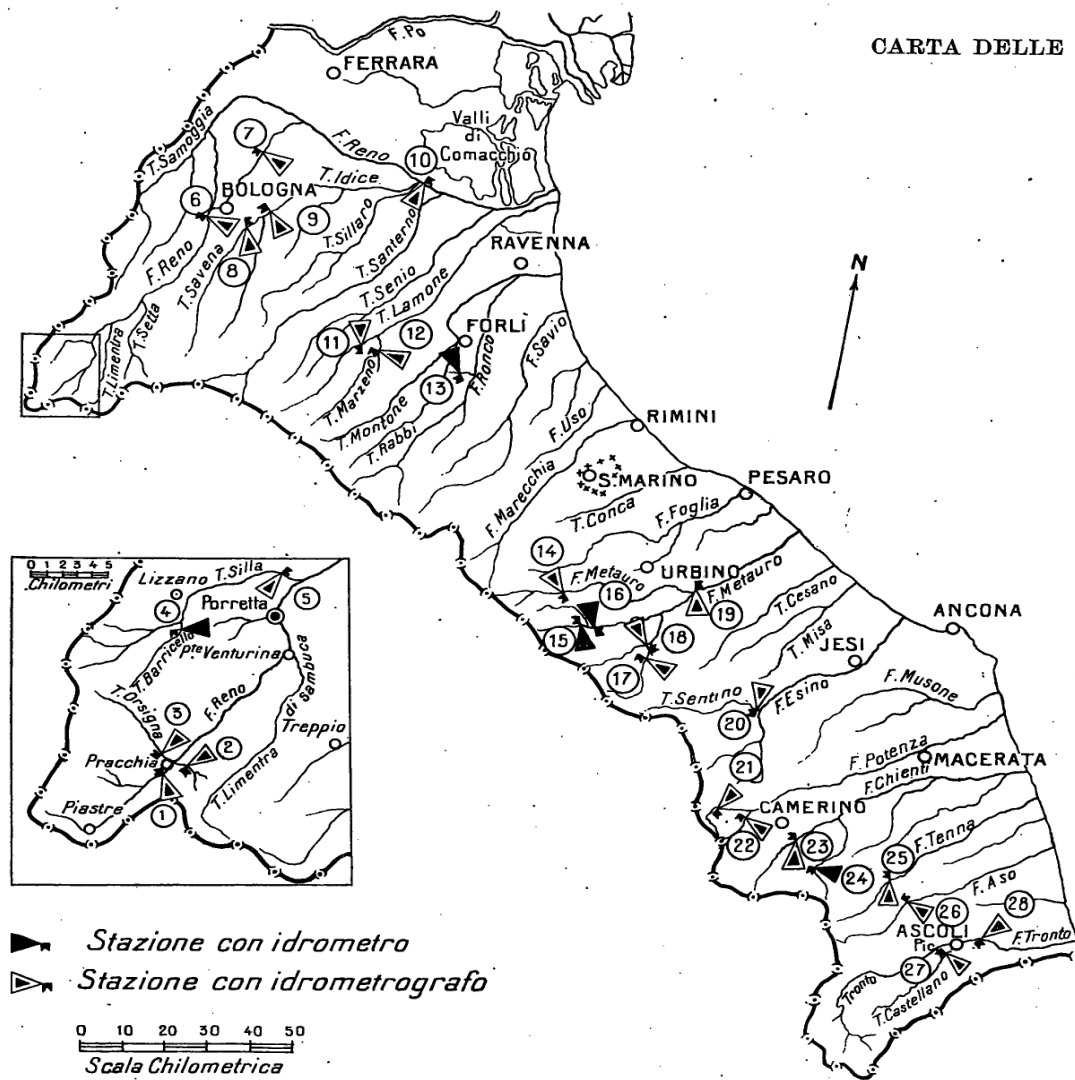 CARTA DELLE
F. Po
FERRARA
Valli
di
Comacchio
T. Samoggia
7
F. Reno
10
T. Idice
6
BOLOGNA
9
T. Sillaro
T. Santerno
RAVENNA
F. Reno
T. Savena
8
T. Senio
T. Lamone
N
T. Setta
T. Limentra
11
12
FORLÌ
F. Savio
F. Ronco
13
T. Marzeno
T. Montone
T. Rabbi
F. Uso
RIMINI
F. Marecchia
S. MARINO
PESARO
T. Conca
F. Foglia
14
URBINO
F. Metauro
16
F. Metauro
19
T. Cesano
ANCONA
15
18
T. Misa
JESI
17
T. Sentino
F. Esino
F. Musone
20
21
F. Potenza
MACERATA
F. Chienti
CAMERINO
22
23
24
25
F. Tenna
F. Aso
26
28
ASCOLI
Pic.
F. Tronto
27
Tronto
T. Castellano
0 1 2 3 4 5
Chilometri
Lizzano
T. Silla
4
Porretta
5
Pte Venturina
T. Barricello
T. Orsigna
F. Reno
di Sambuca
3
2
Treppio
Pracchia
T. Limentra
Piastre
1
Stazione con idrometro
Stazione con idrometrografo
0 10 20 30 40 50
Scala Chilometrica